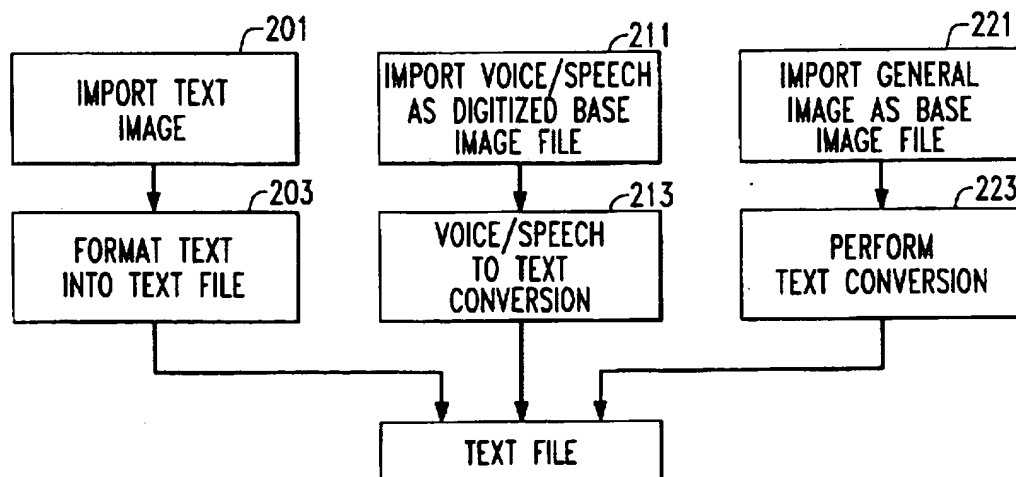 201
IMPORT TEXT
IMAGE
211
IMPORT VOICE/SPEECH
AS DIGITIZED BASE
IMAGE FILE
221
IMPORT GENERAL
IMAGE AS BASE
IMAGE FILE
203
FORMAT TEXT
INTO TEXT FILE
213
VOICE/SPEECH
TO TEXT
CONVERSION
223
PERFORM
TEXT CONVERSION
TEXT FILE